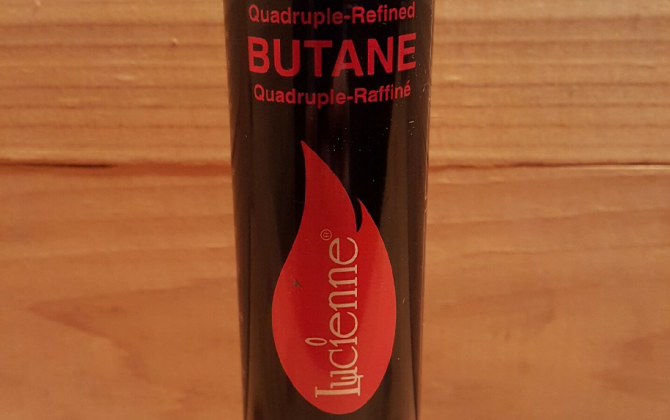 Quadruple-Refined
BUTANE
Quadruple-Raffiné
Lucienne®